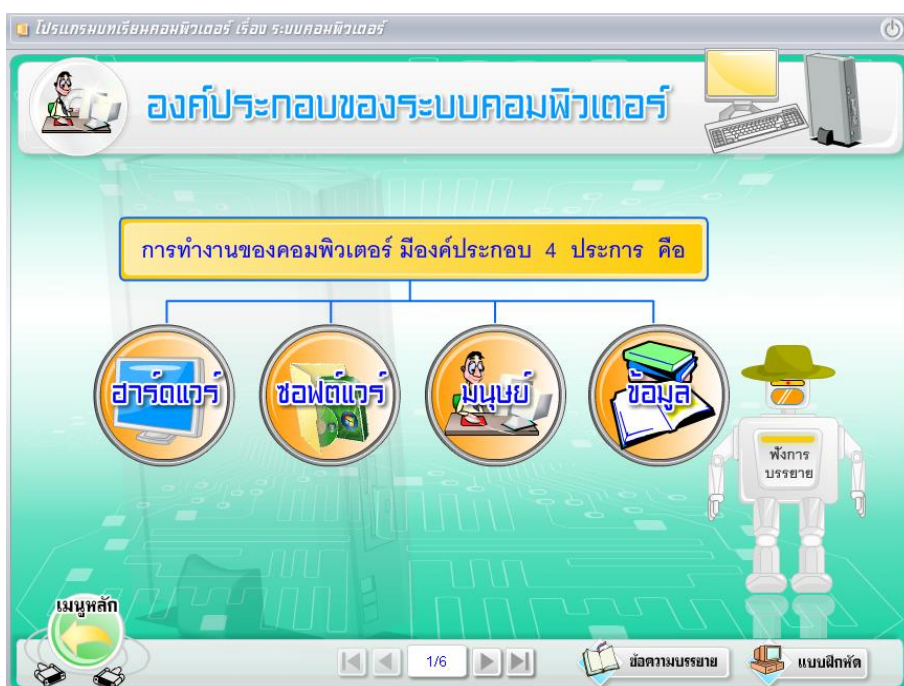 โปรแกรมบทเรียนคอมพิวเตอร์ เรื่อง ระบบคอมพิวเตอร์
องค์ประกอบของระบบคอมพิวเตอร์
การทำงานของคอมพิวเตอร์ มีองค์ประกอบ 4 ประการ คือ
ฮาร์ดแวร์
ซอฟต์แวร์
มนุษย์
ข้อมูล
ฟังการ
บรรยาย
เมนูหลัก
1/6
ข้อความบรรยาย
แบบฝึกหัด